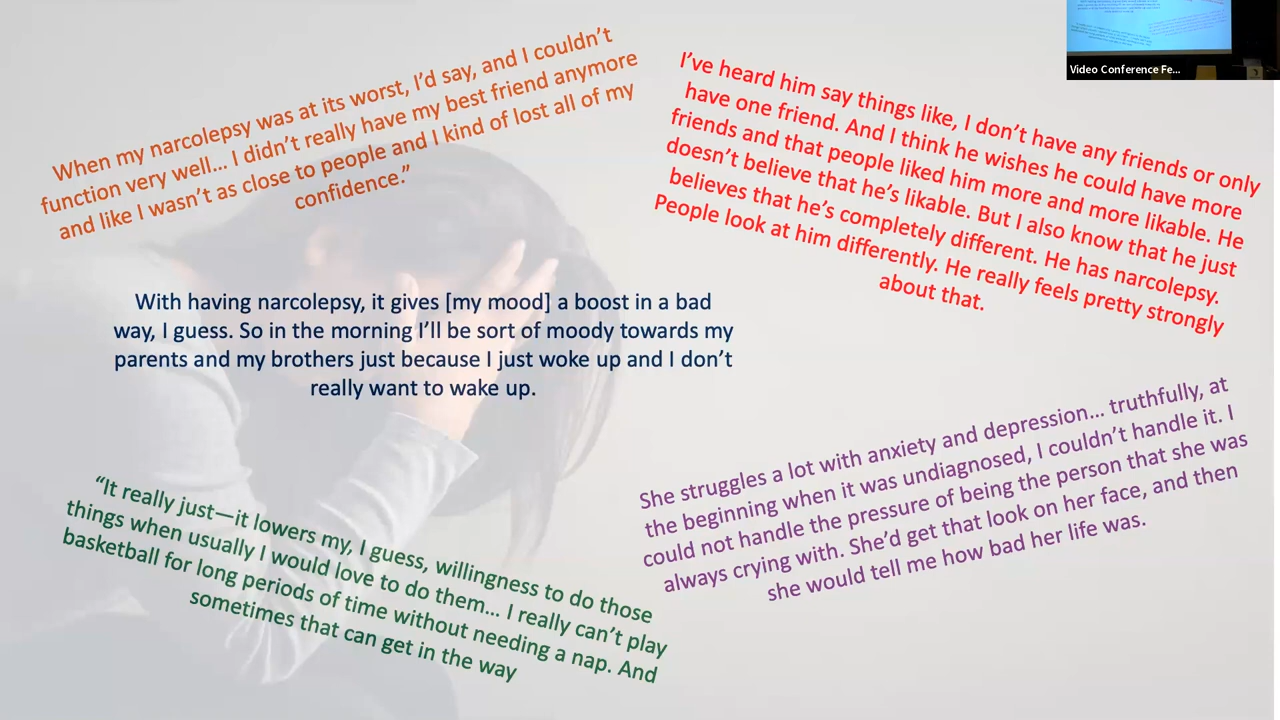 When my narcolepsy was at its worst, I'd say, and I couldn't
function very well... I didn't really have my best friend anymore
and like I wasn't as close to people and I kind of lost all of my
confidence."
I've heard him say things like, I don't have any friends or only
have one friend. And I think he wishes he could have more
friends and that people liked him more and more likable. He
doesn't believe that he's likable. But I also know that he just
believes that he's completely different. He has narcolepsy.
People look at him differently. He really feels pretty strongly
about that.
With having narcolepsy, it gives [my mood] a boost in a bad
way, I guess. So in the morning I'll be sort of moody towards my
parents and my brothers just because I just woke up and I don't
really want to wake up.
She struggles a lot with anxiety and depression... truthfully, at
the beginning when it was undiagnosed, I couldn't handle it. I
could not handle the pressure of being the person that she was
always crying with. She'd get that look on her face, and then
she would tell me how bad her life was.
"It really just—it lowers my, I guess, willingness to do those
things when usually I would love to do them... I really can't play
basketball for long periods of time without needing a nap. And
sometimes that can get in the way
Video Conference Fe...